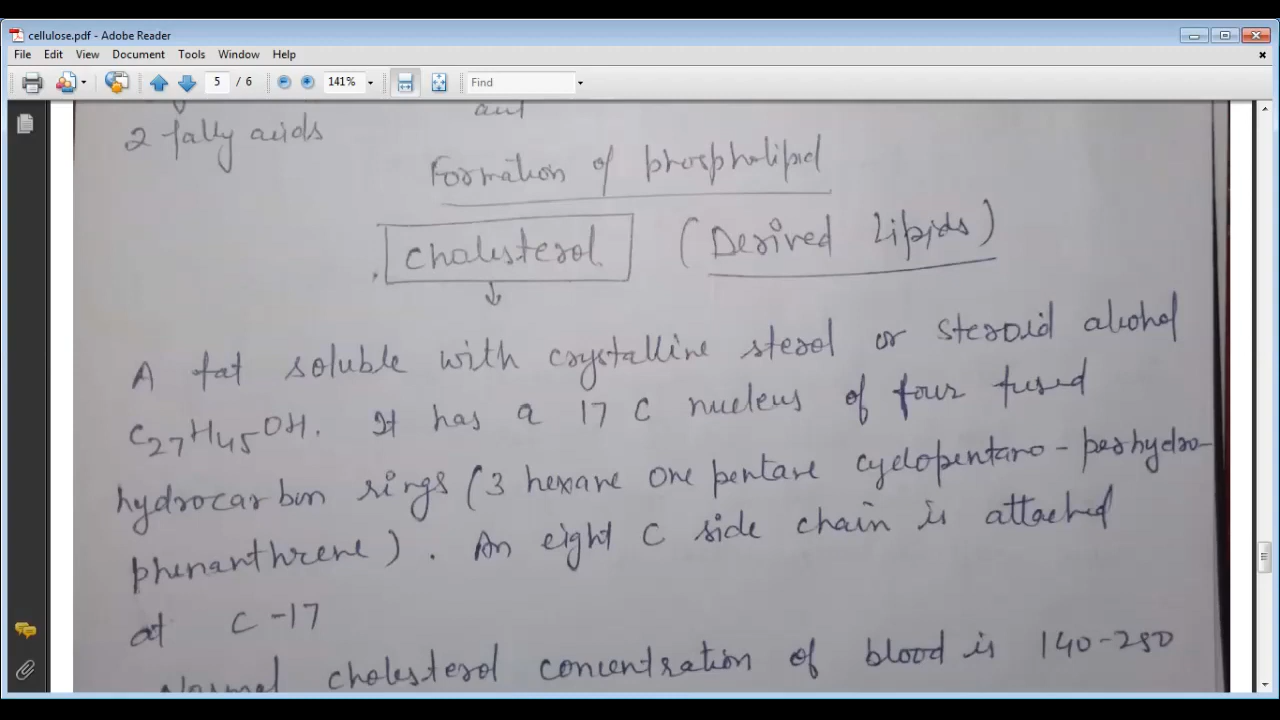 cellulose.pdf - Adobe Reader
File Edit View Document Tools Window Help
5 / 6 141% Find
2 fatty acids
Formation of phospholipid
Cholesterol (Derived Lipids)
A fat soluble with crystalline sterol or steroid alcohol
C27H45OH. It has a 17 C nucleus of four fused
hydrocarbon rings (3 hexane one pentane cyclopentano-perhydro-
phenanthrene). An eight C side chain is attached
at C-17
Normal cholesterol concentration of blood is 140-250